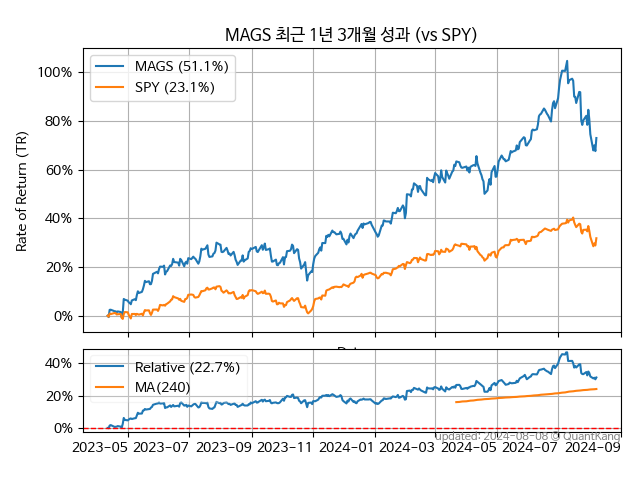 MAGS 최근 1년 3개월 성과 (vs SPY)
MAGS (51.1%)
SPY (23.1%)
Rate of Return (TR)
100%
80%
60%
40%
20%
0%
Relative (22.7%)
MA(240)
40%
20%
0%
2023-05 2023-07 2023-09 2023-11 2024-01 2024-03 2024-05 2024-07 2024-09
updated: 2024-08-08 @ QuantKang